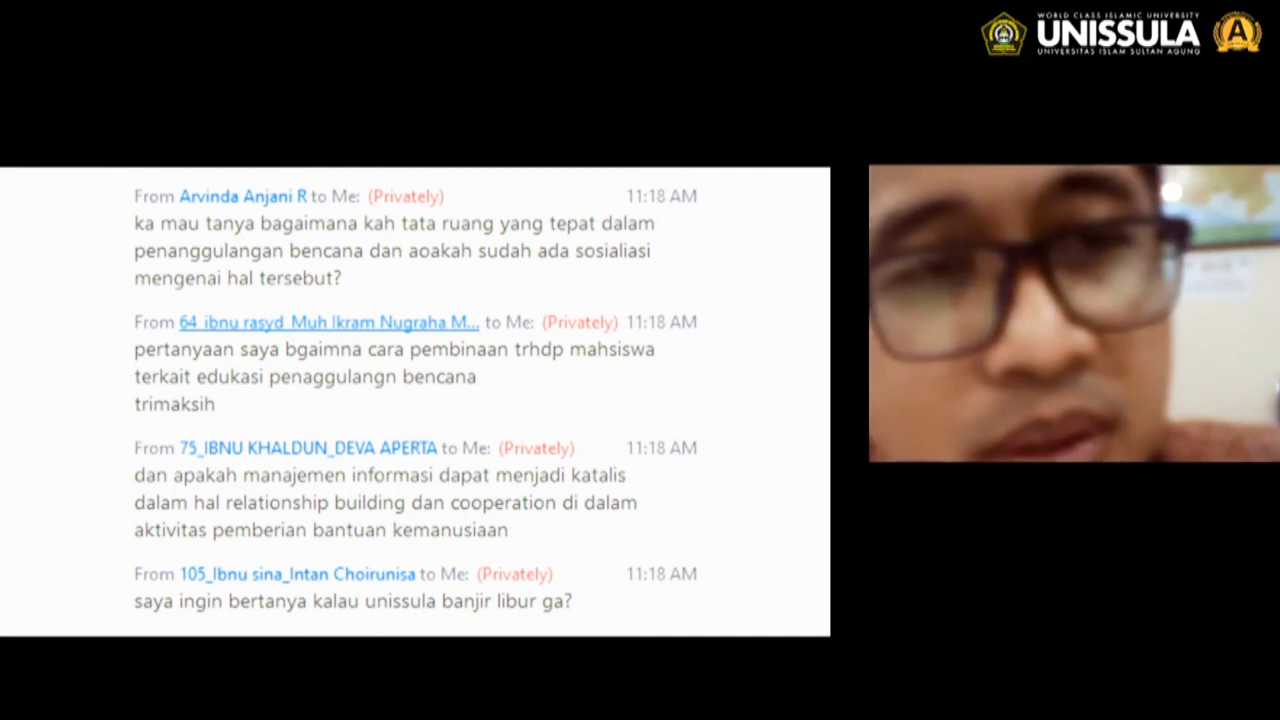 WORLD CLASS ISLAMIC UNIVERSITY
UNISSULA
UNIVERSITAS ISLAM SULTAN AGUNG
A
From Arvinda Anjani R to Me: (Privately) 11:18 AM
ka mau tanya bagaimana kah tata ruang yang tepat dalam
penanggulangan bencana dan aoakah sudah ada sosialiasi
mengenai hal tersebut?
From 64_ibnu rasyd_Muh Ikram Nugraha M... to Me: (Privately) 11:18 AM
pertanyaan saya bgaimna cara pembinaan trhdp mahsiswa
terkait edukasi penaggulangn bencana
trimaksih
From 75_IBNU KHALDUN_DEVA APERTA to Me: (Privately) 11:18 AM
dan apakah manajemen informasi dapat menjadi katalis
dalam hal relationship building dan cooperation di dalam
aktivitas pemberian bantuan kemanusiaan
From 105_Ibnu sina_Intan Choirunisa to Me: (Privately) 11:18 AM
saya ingin bertanya kalau unissula banjir libur ga?